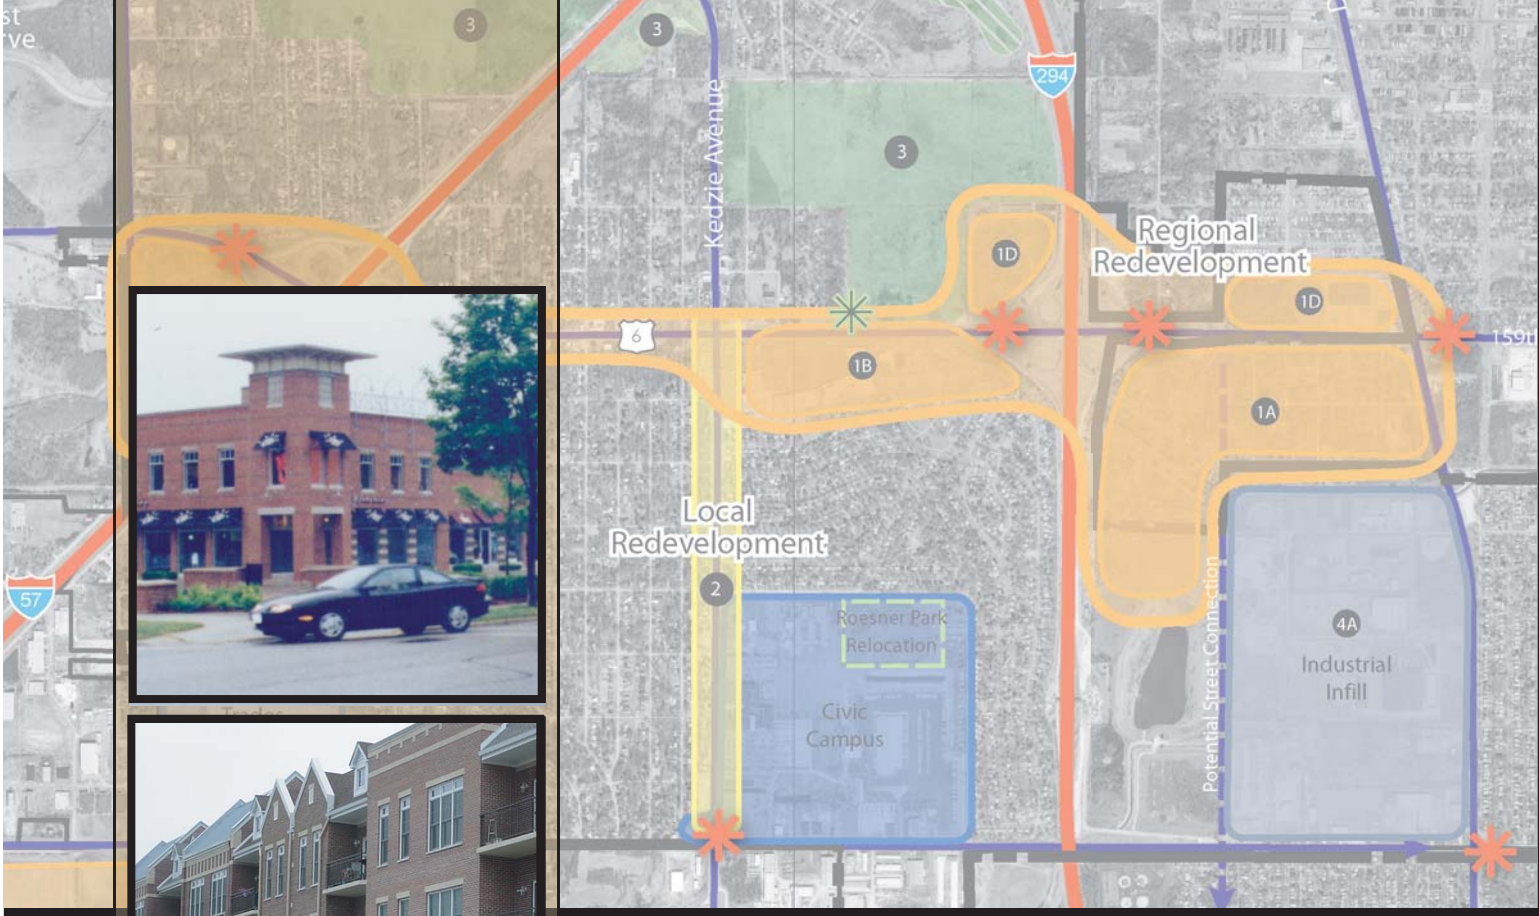 st
rve
3
3
Kedzie Avenue
294
3
Regional
Redevelopment
1D
1D
6
1B
1A
159th
Local
Redevelopment
2
57
Roesner Park
Relocation
Civic
Campus
Potential Street Connection
4A
Industrial
Infill
Trades